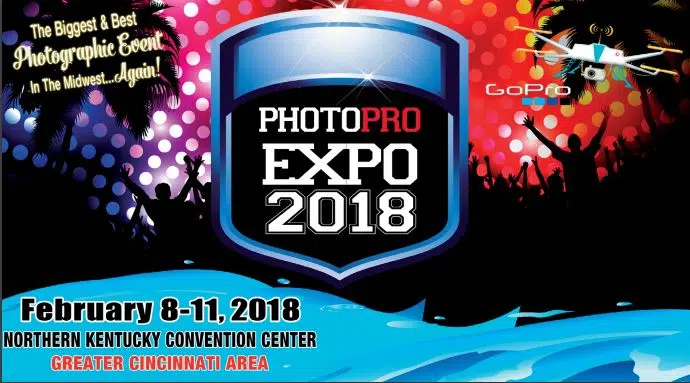 The Biggest & Best
Photographic Event
In The Midwest...Again!
GoPro
PHOTOPRO
EXPO
2018
February 8-11, 2018
NORTHERN KENTUCKY CONVENTION CENTER
GREATER CINCINNATI AREA